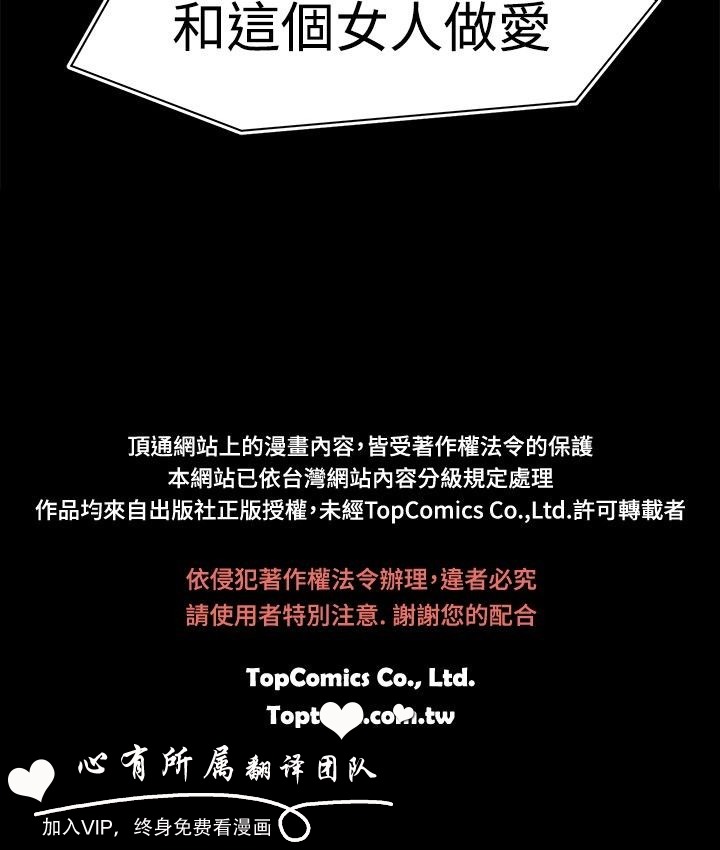 和這個女人做愛
頂通網站上的漫畫內容，皆受著作權法令的保護
本網站已依台灣網站內容分級規定處理
作品均來自出版社正版授權，未經TopComics Co.,Ltd.許可轉載者
依侵犯著作權法令辦理，違者必究
請使用者特別注意. 謝謝您的配合
TopComics Co., Ltd.
心有所属翻译团队
加入VIP，终身免费看漫画